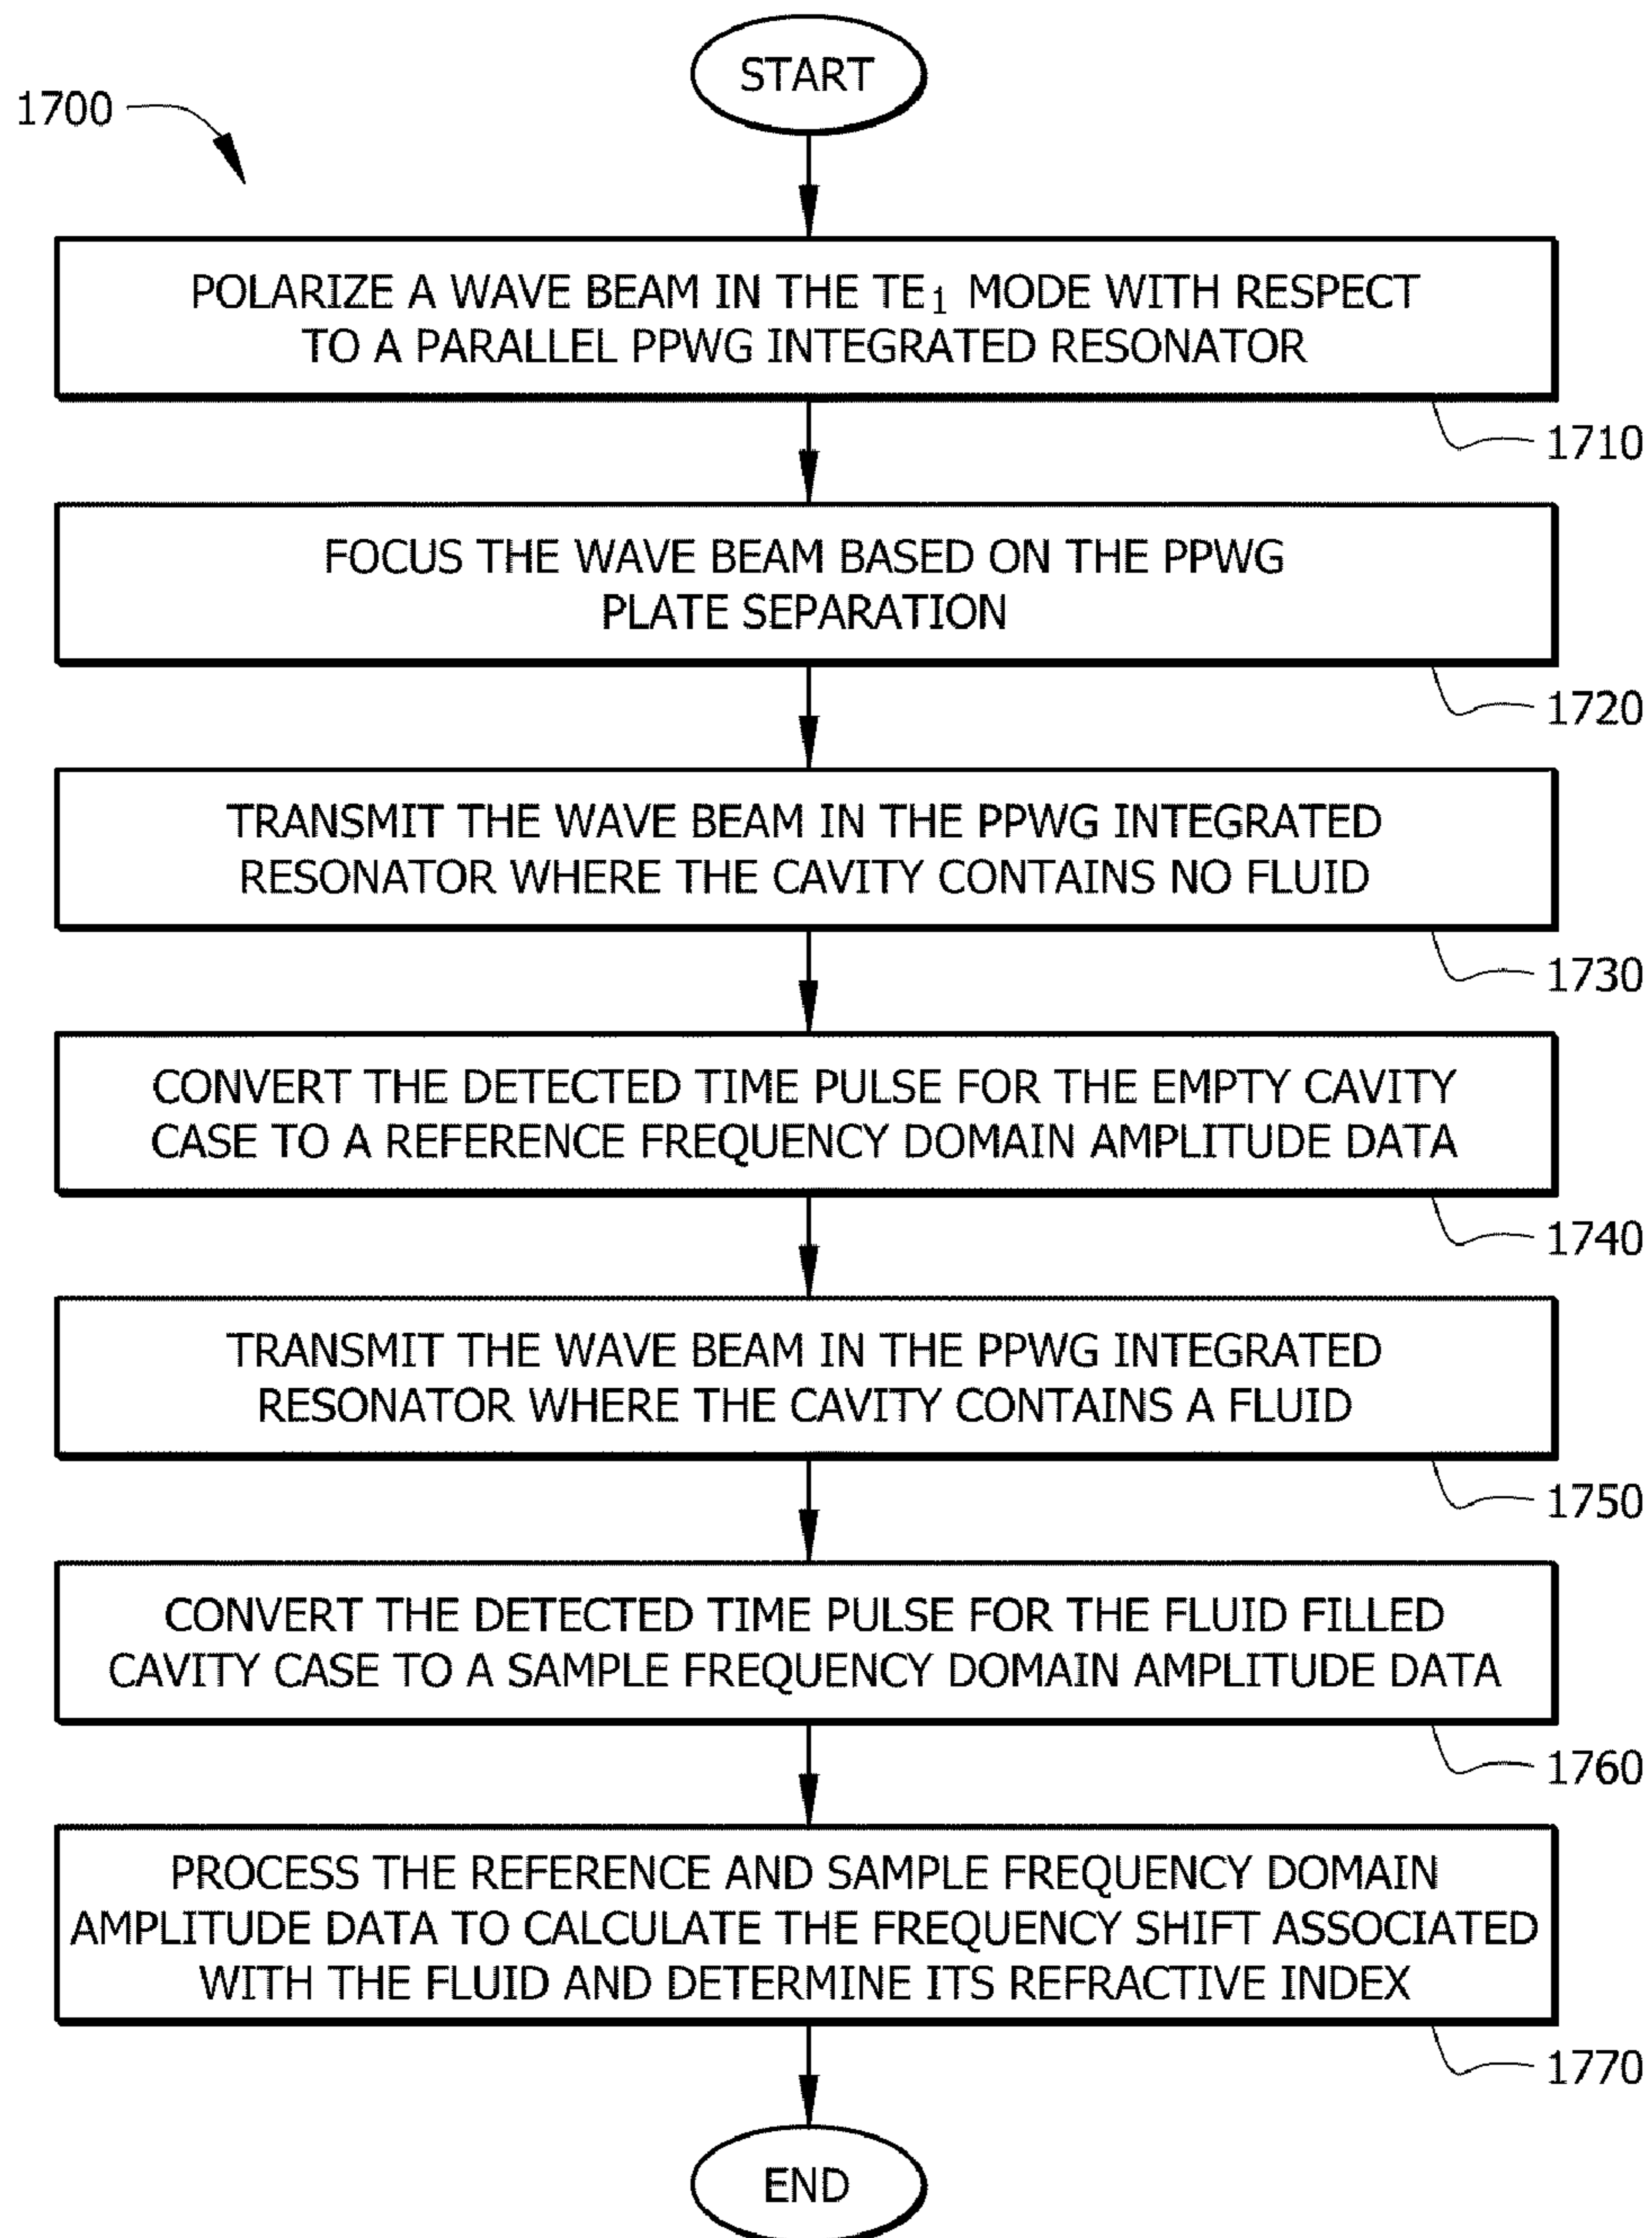 START
1700
POLARIZE A WAVE BEAM IN THE TE₁ MODE WITH RESPECT
TO A PARALLEL PPWG INTEGRATED RESONATOR
1710
FOCUS THE WAVE BEAM BASED ON THE PPWG
PLATE SEPARATION
1720
TRANSMIT THE WAVE BEAM IN THE PPWG INTEGRATED
RESONATOR WHERE THE CAVITY CONTAINS NO FLUID
1730
CONVERT THE DETECTED TIME PULSE FOR THE EMPTY CAVITY
CASE TO A REFERENCE FREQUENCY DOMAIN AMPLITUDE DATA
1740
TRANSMIT THE WAVE BEAM IN THE PPWG INTEGRATED
RESONATOR WHERE THE CAVITY CONTAINS A FLUID
1750
CONVERT THE DETECTED TIME PULSE FOR THE FLUID FILLED
CAVITY CASE TO A SAMPLE FREQUENCY DOMAIN AMPLITUDE DATA
1760
PROCESS THE REFERENCE AND SAMPLE FREQUENCY DOMAIN
AMPLITUDE DATA TO CALCULATE THE FREQUENCY SHIFT ASSOCIATED
WITH THE FLUID AND DETERMINE ITS REFRACTIVE INDEX
1770
END